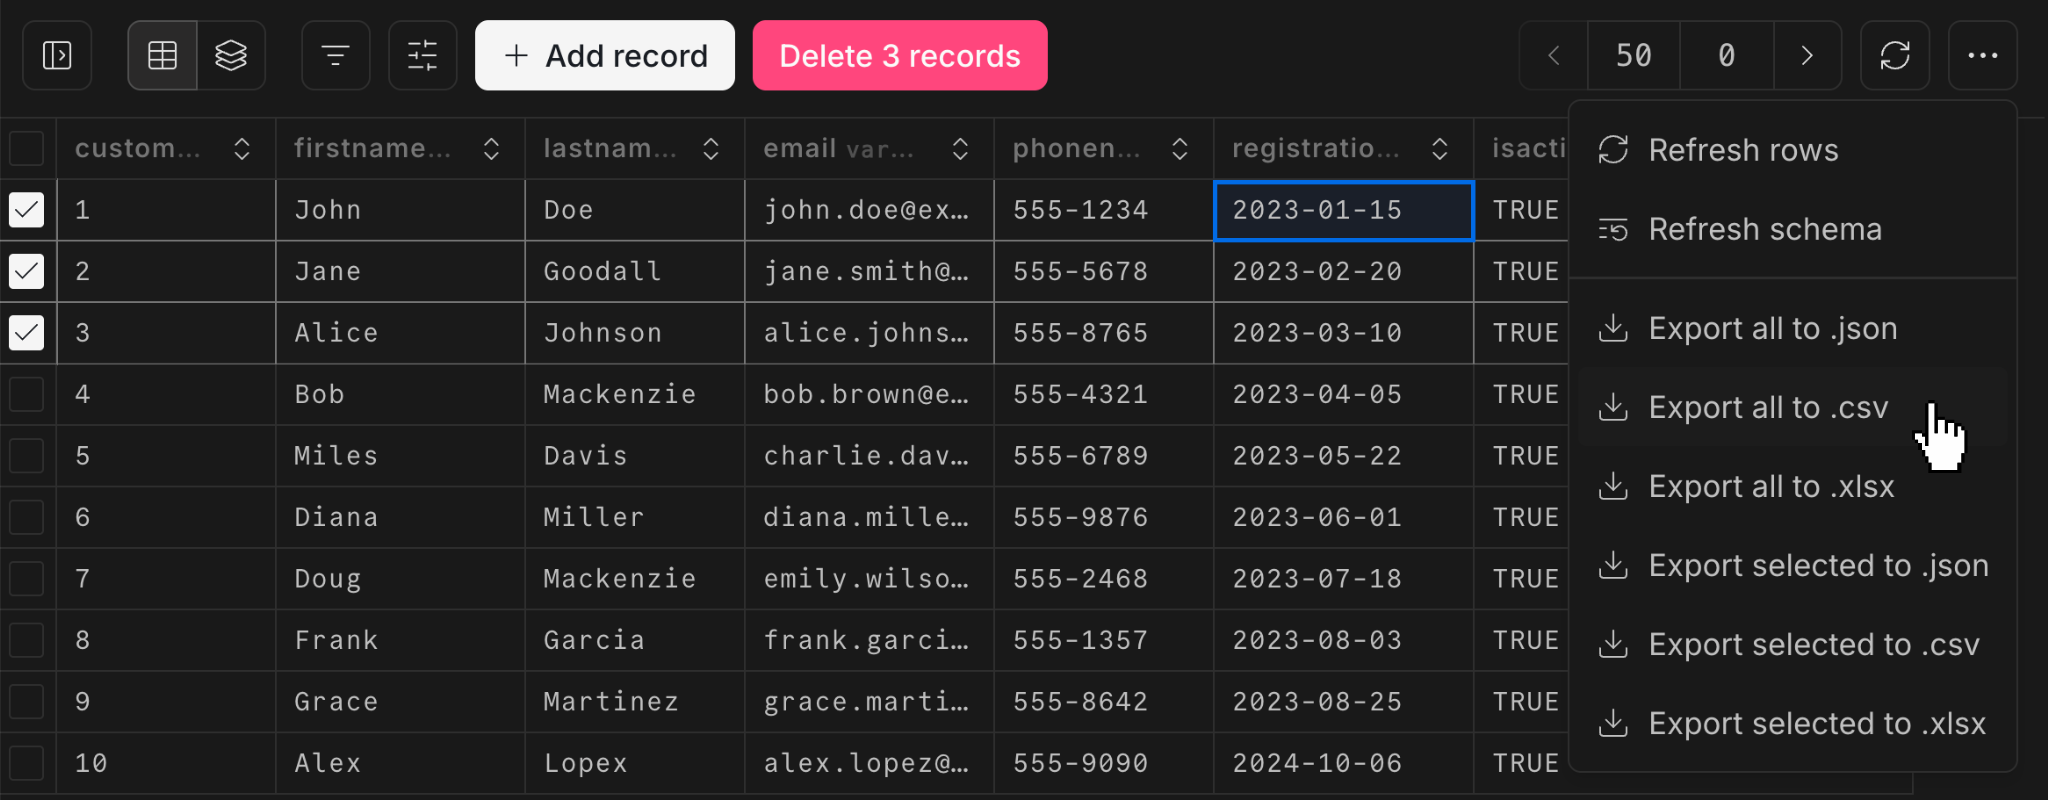 + Add record Delete 3 records 50 0
custom... firstname... lastnam... email var... phonen... registratio... isacti
1 John Doe john.doe@ex... 555-1234 2023-01-15 TRUE
2 Jane Goodall jane.smith@... 555-5678 2023-02-20 TRUE
3 Alice Johnson alice.johns... 555-8765 2023-03-10 TRUE
4 Bob Mackenzie bob.brown@e... 555-4321 2023-04-05 TRUE
5 Miles Davis charlie.dav... 555-6789 2023-05-22 TRUE
6 Diana Miller diana.mille... 555-9876 2023-06-01 TRUE
7 Doug Mackenzie emily.wilso... 555-2468 2023-07-18 TRUE
8 Frank Garcia frank.garci... 555-1357 2023-08-03 TRUE
9 Grace Martinez grace.marti... 555-8642 2023-08-25 TRUE
10 Alex Lopex alex.lopez@... 555-9090 2024-10-06 TRUE
Refresh rows
Refresh schema
Export all to .json
Export all to .csv
Export all to .xlsx
Export selected to .json
Export selected to .csv
Export selected to .xlsx